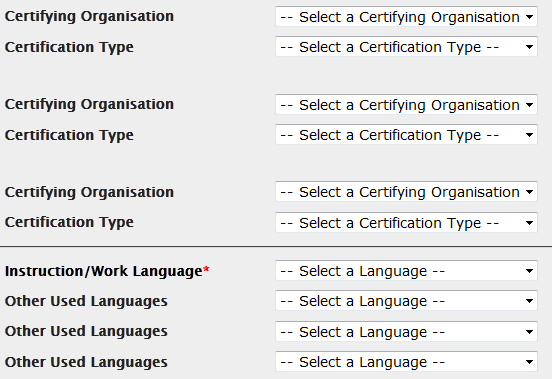 Certifying Organisation -- Select a Certifying Organisation
Certification Type -- Select a Certification Type --
Certifying Organisation -- Select a Certifying Organisation
Certification Type -- Select a Certification Type --
Certifying Organisation -- Select a Certifying Organisation
Certification Type -- Select a Certification Type --
Instruction/Work Language* -- Select a Language --
Other Used Languages -- Select a Language --
Other Used Languages -- Select a Language --
Other Used Languages -- Select a Language --